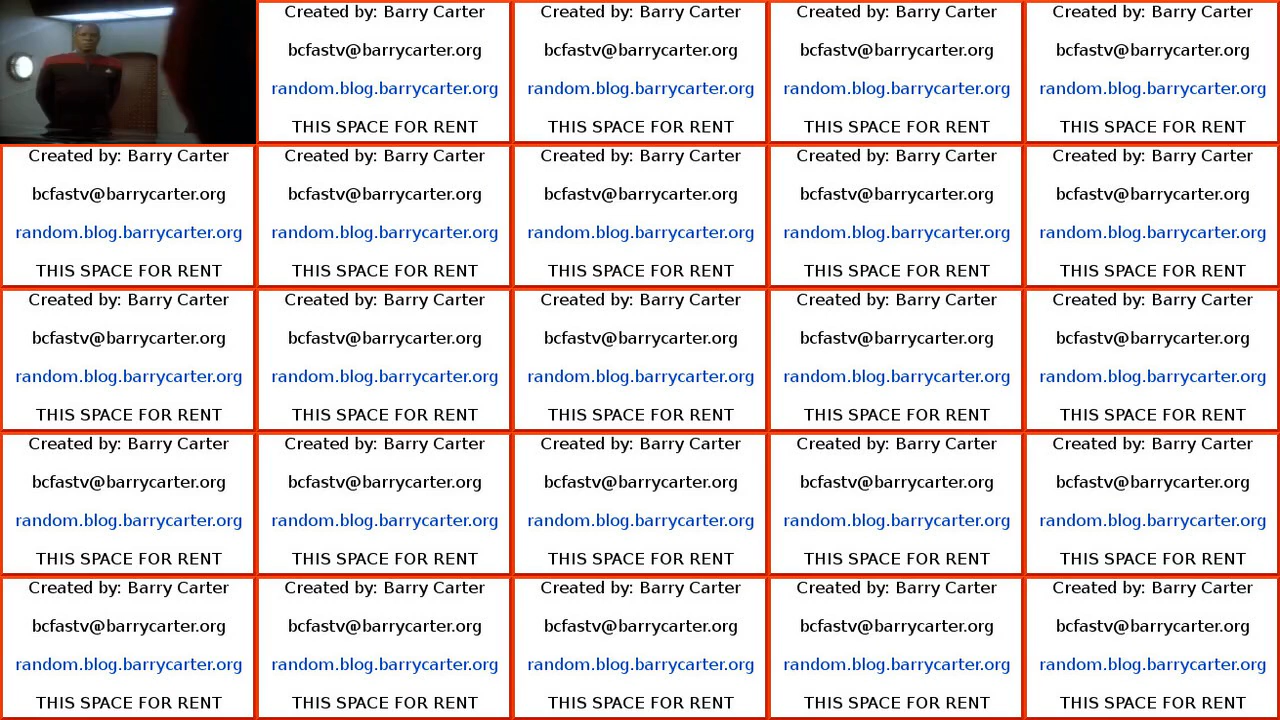 Created by: Barry Carter
bcfastv@barrycarter.org
random.blog.barrycarter.org
THIS SPACE FOR RENT
Created by: Barry Carter
bcfastv@barrycarter.org
random.blog.barrycarter.org
THIS SPACE FOR RENT
Created by: Barry Carter
bcfastv@barrycarter.org
random.blog.barrycarter.org
THIS SPACE FOR RENT
Created by: Barry Carter
bcfastv@barrycarter.org
random.blog.barrycarter.org
THIS SPACE FOR RENT
Created by: Barry Carter
bcfastv@barrycarter.org
random.blog.barrycarter.org
THIS SPACE FOR RENT
Created by: Barry Carter
bcfastv@barrycarter.org
random.blog.barrycarter.org
THIS SPACE FOR RENT
Created by: Barry Carter
bcfastv@barrycarter.org
random.blog.barrycarter.org
THIS SPACE FOR RENT
Created by: Barry Carter
bcfastv@barrycarter.org
random.blog.barrycarter.org
THIS SPACE FOR RENT
Created by: Barry Carter
bcfastv@barrycarter.org
random.blog.barrycarter.org
THIS SPACE FOR RENT
Created by: Barry Carter
bcfastv@barrycarter.org
random.blog.barrycarter.org
THIS SPACE FOR RENT
Created by: Barry Carter
bcfastv@barrycarter.org
random.blog.barrycarter.org
THIS SPACE FOR RENT
Created by: Barry Carter
bcfastv@barrycarter.org
random.blog.barrycarter.org
THIS SPACE FOR RENT
Created by: Barry Carter
bcfastv@barrycarter.org
random.blog.barrycarter.org
THIS SPACE FOR RENT
Created by: Barry Carter
bcfastv@barrycarter.org
random.blog.barrycarter.org
THIS SPACE FOR RENT
Created by: Barry Carter
bcfastv@barrycarter.org
random.blog.barrycarter.org
THIS SPACE FOR RENT
Created by: Barry Carter
bcfastv@barrycarter.org
random.blog.barrycarter.org
THIS SPACE FOR RENT
Created by: Barry Carter
bcfastv@barrycarter.org
random.blog.barrycarter.org
THIS SPACE FOR RENT
Created by: Barry Carter
bcfastv@barrycarter.org
random.blog.barrycarter.org
THIS SPACE FOR RENT
Created by: Barry Carter
bcfastv@barrycarter.org
random.blog.barrycarter.org
THIS SPACE FOR RENT
Created by: Barry Carter
bcfastv@barrycarter.org
random.blog.barrycarter.org
THIS SPACE FOR RENT
Created by: Barry Carter
bcfastv@barrycarter.org
random.blog.barrycarter.org
THIS SPACE FOR RENT
Created by: Barry Carter
bcfastv@barrycarter.org
random.blog.barrycarter.org
THIS SPACE FOR RENT
Created by: Barry Carter
bcfastv@barrycarter.org
random.blog.barrycarter.org
THIS SPACE FOR RENT
Created by: Barry Carter
bcfastv@barrycarter.org
random.blog.barrycarter.org
THIS SPACE FOR RENT